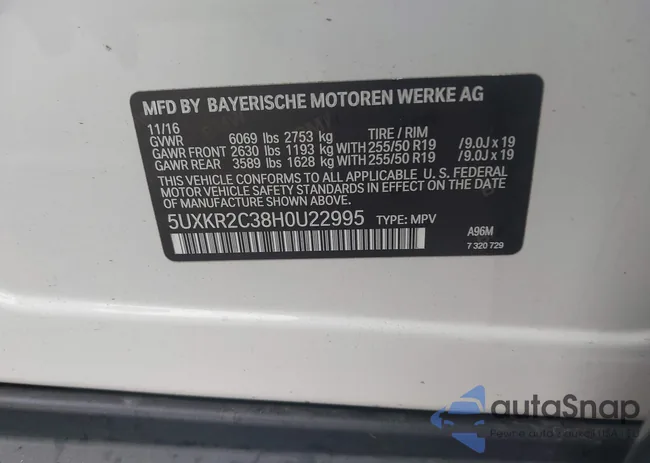 MFD BY BAYERISCHE MOTOREN WERKE AG
11/16
GVWR 6069 lbs 2753 kg TIRE / RIM
GAWR FRONT 2630 lbs 1193 kg WITH 255/50 R19 /9.0J x 19
GAWR REAR 3589 lbs 1628 kg WITH 255/50 R19 /9.0J x 19
THIS VEHICLE CONFORMS TO ALL APPLICABLE U. S. FEDERAL
MOTOR VEHICLE SAFETY STANDARDS IN EFFECT ON THE DATE OF
MANUFACTURE SHOWN ABOVE.
5UXKR2C38H0U22995 TYPE: MPV A96M
7 320 729
autoSnap